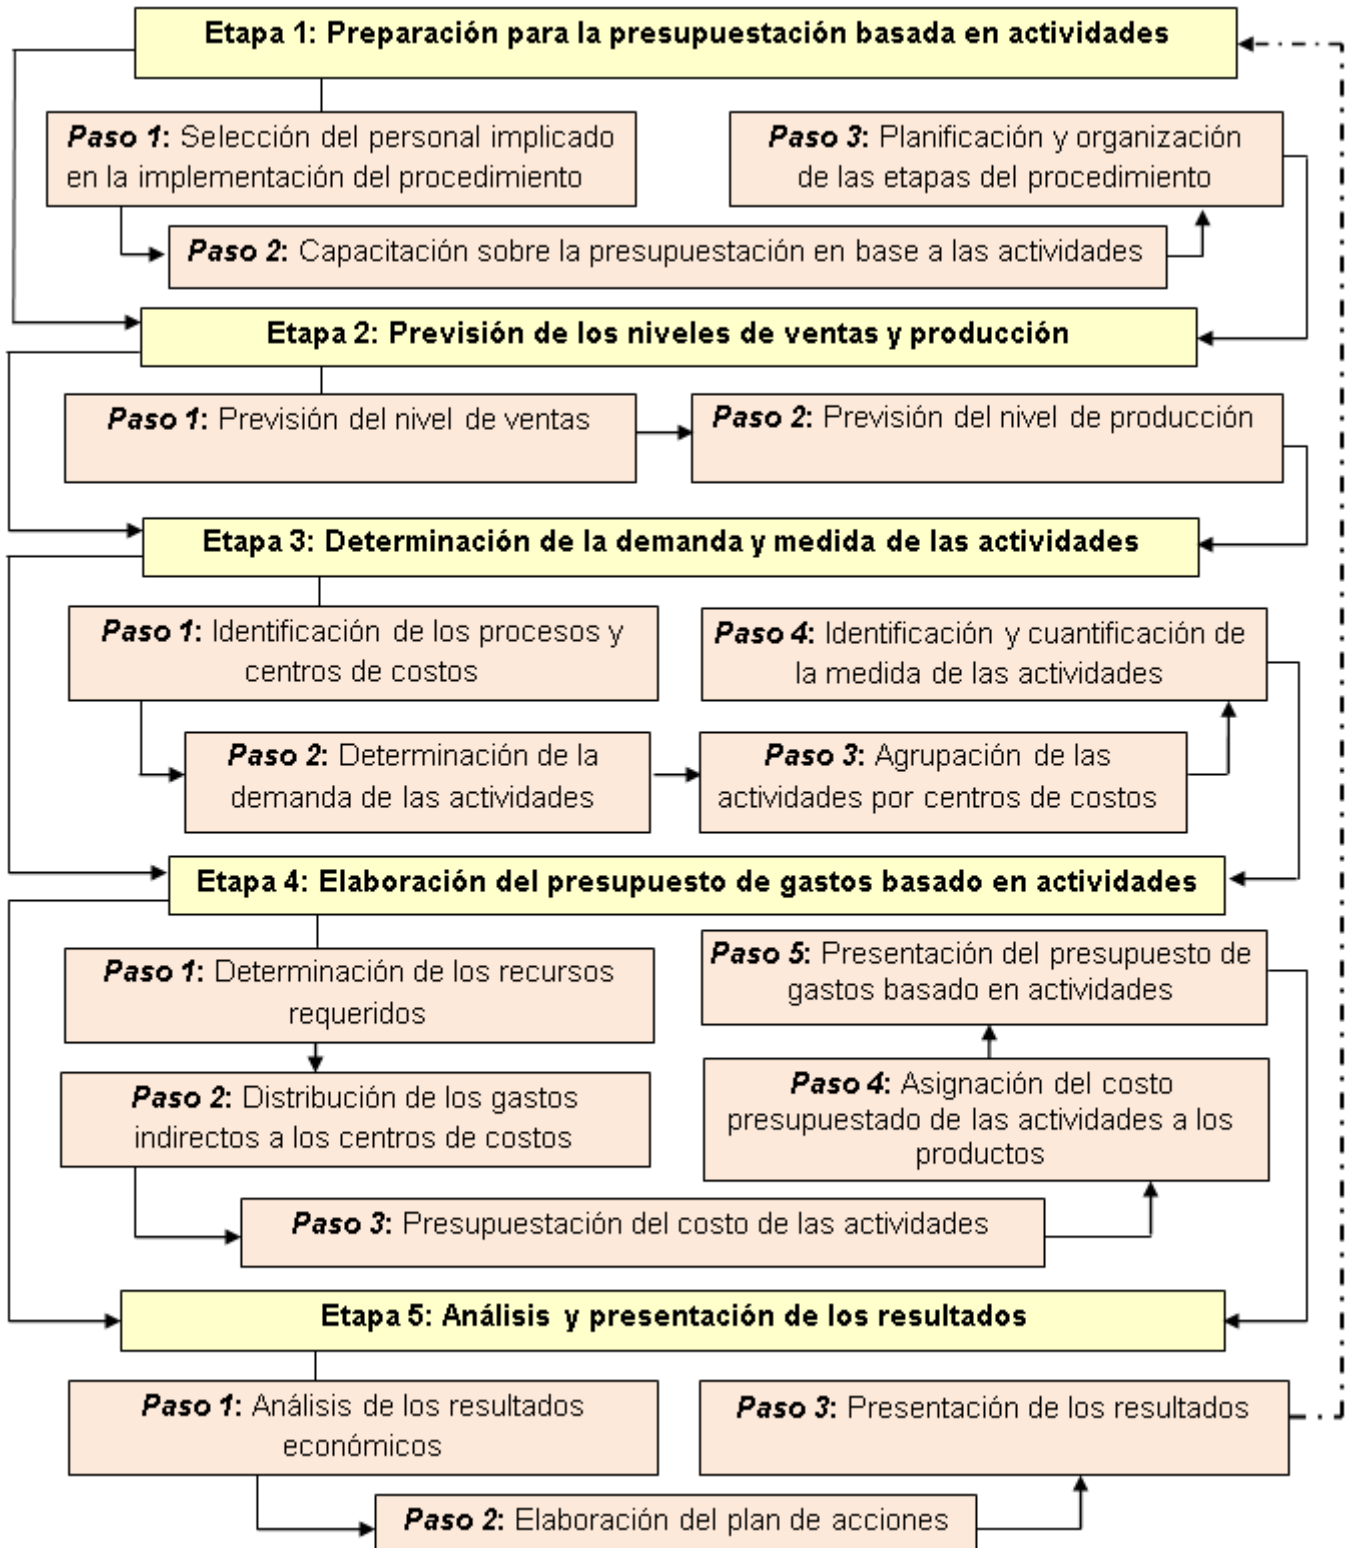 Etapa 1: Preparación para la presupuestación basada en actividades
Paso 1: Selección del personal implicado
en la implementación del procedimiento
Paso 3: Planificación y organización
de las etapas del procedimiento
Paso 2: Capacitación sobre la presupuestación en base a las actividades
Etapa 2: Previsión de los niveles de ventas y producción
Paso 1: Previsión del nivel de ventas
Paso 2: Previsión del nivel de producción
Etapa 3: Determinación de la demanda y medida de las actividades
Paso 1: Identificación de los procesos y
centros de costos
Paso 4: Identificación y cuantificación de
la medida de las actividades
Paso 2: Determinación de la
demanda de las actividades
Paso 3: Agrupación de las
actividades por centros de costos
Etapa 4: Elaboración del presupuesto de gastos basado en actividades
Paso 1: Determinación de los recursos
requeridos
Paso 5: Presentación del presupuesto de
gastos basado en actividades
Paso 2: Distribución de los gastos
indirectos a los centros de costos
Paso 4: Asignación del costo
presupuestado de las actividades a los
productos
Paso 3: Presupuestación del costo de las actividades
Etapa 5: Análisis y presentación de los resultados
Paso 1: Análisis de los resultados
económicos
Paso 3: Presentación de los resultados
Paso 2: Elaboración del plan de acciones